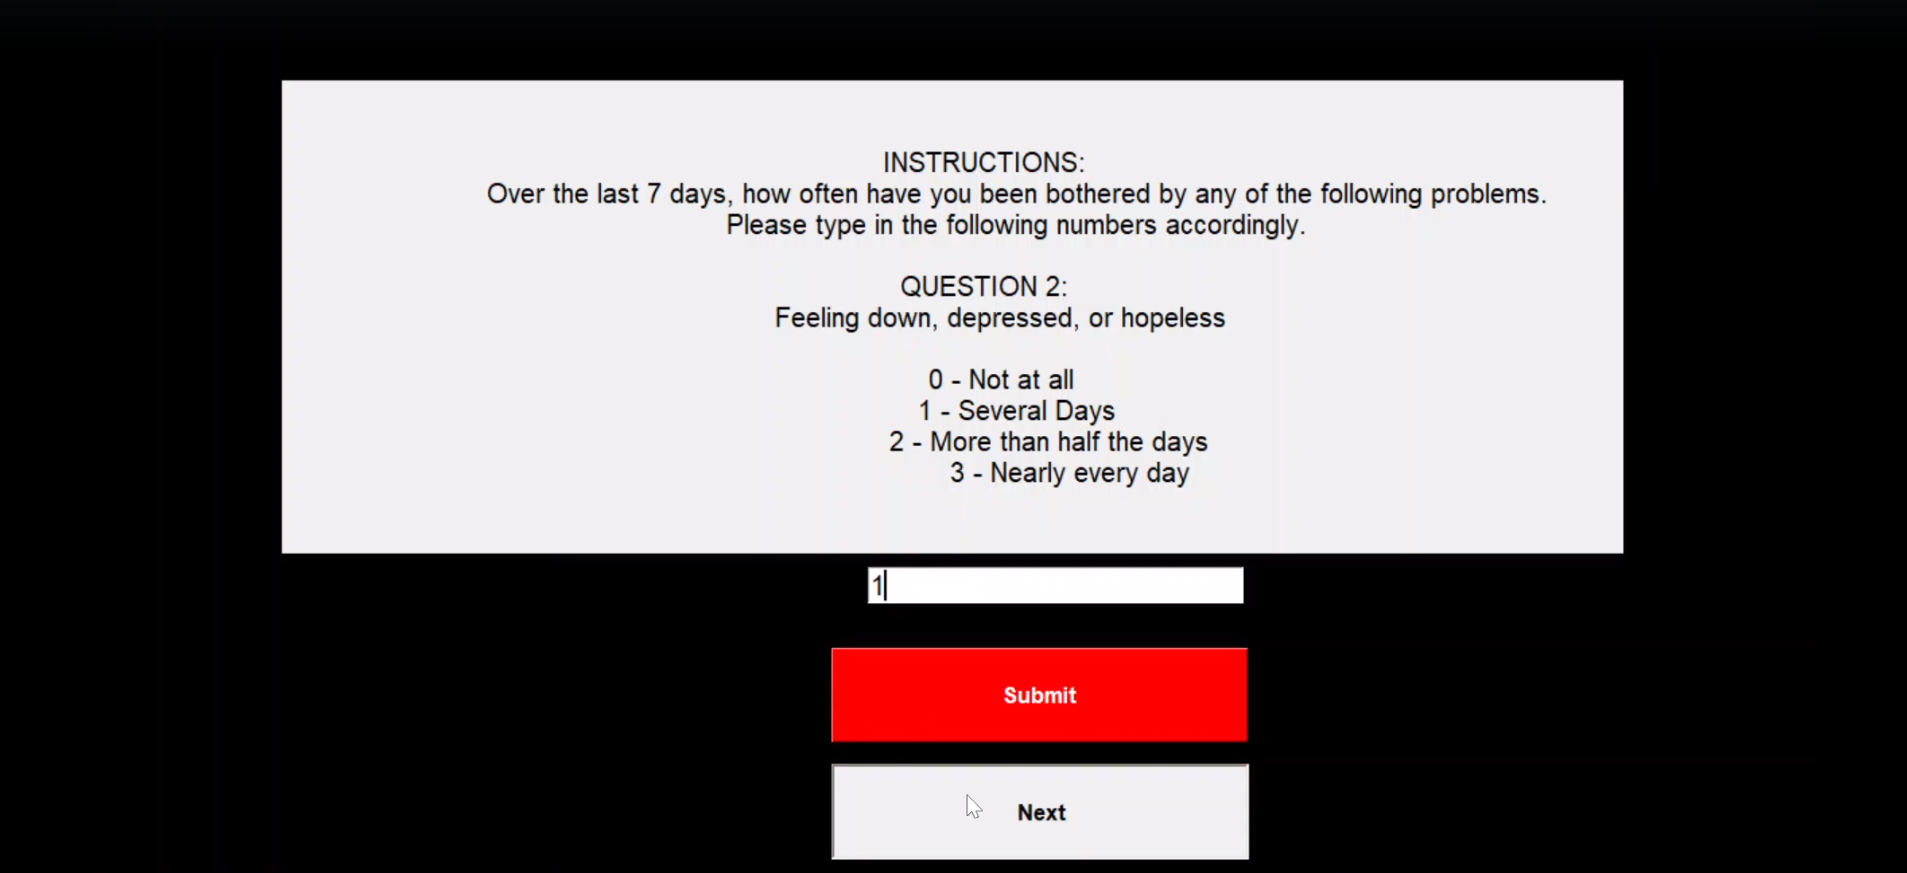 INSTRUCTIONS:
Over the last 7 days, how often have you been bothered by any of the following problems.
Please type in the following numbers accordingly.
QUESTION 2:
Feeling down, depressed, or hopeless
0 - Not at all
1 - Several Days
2 - More than half the days
3 - Nearly every day
1
Submit
Next